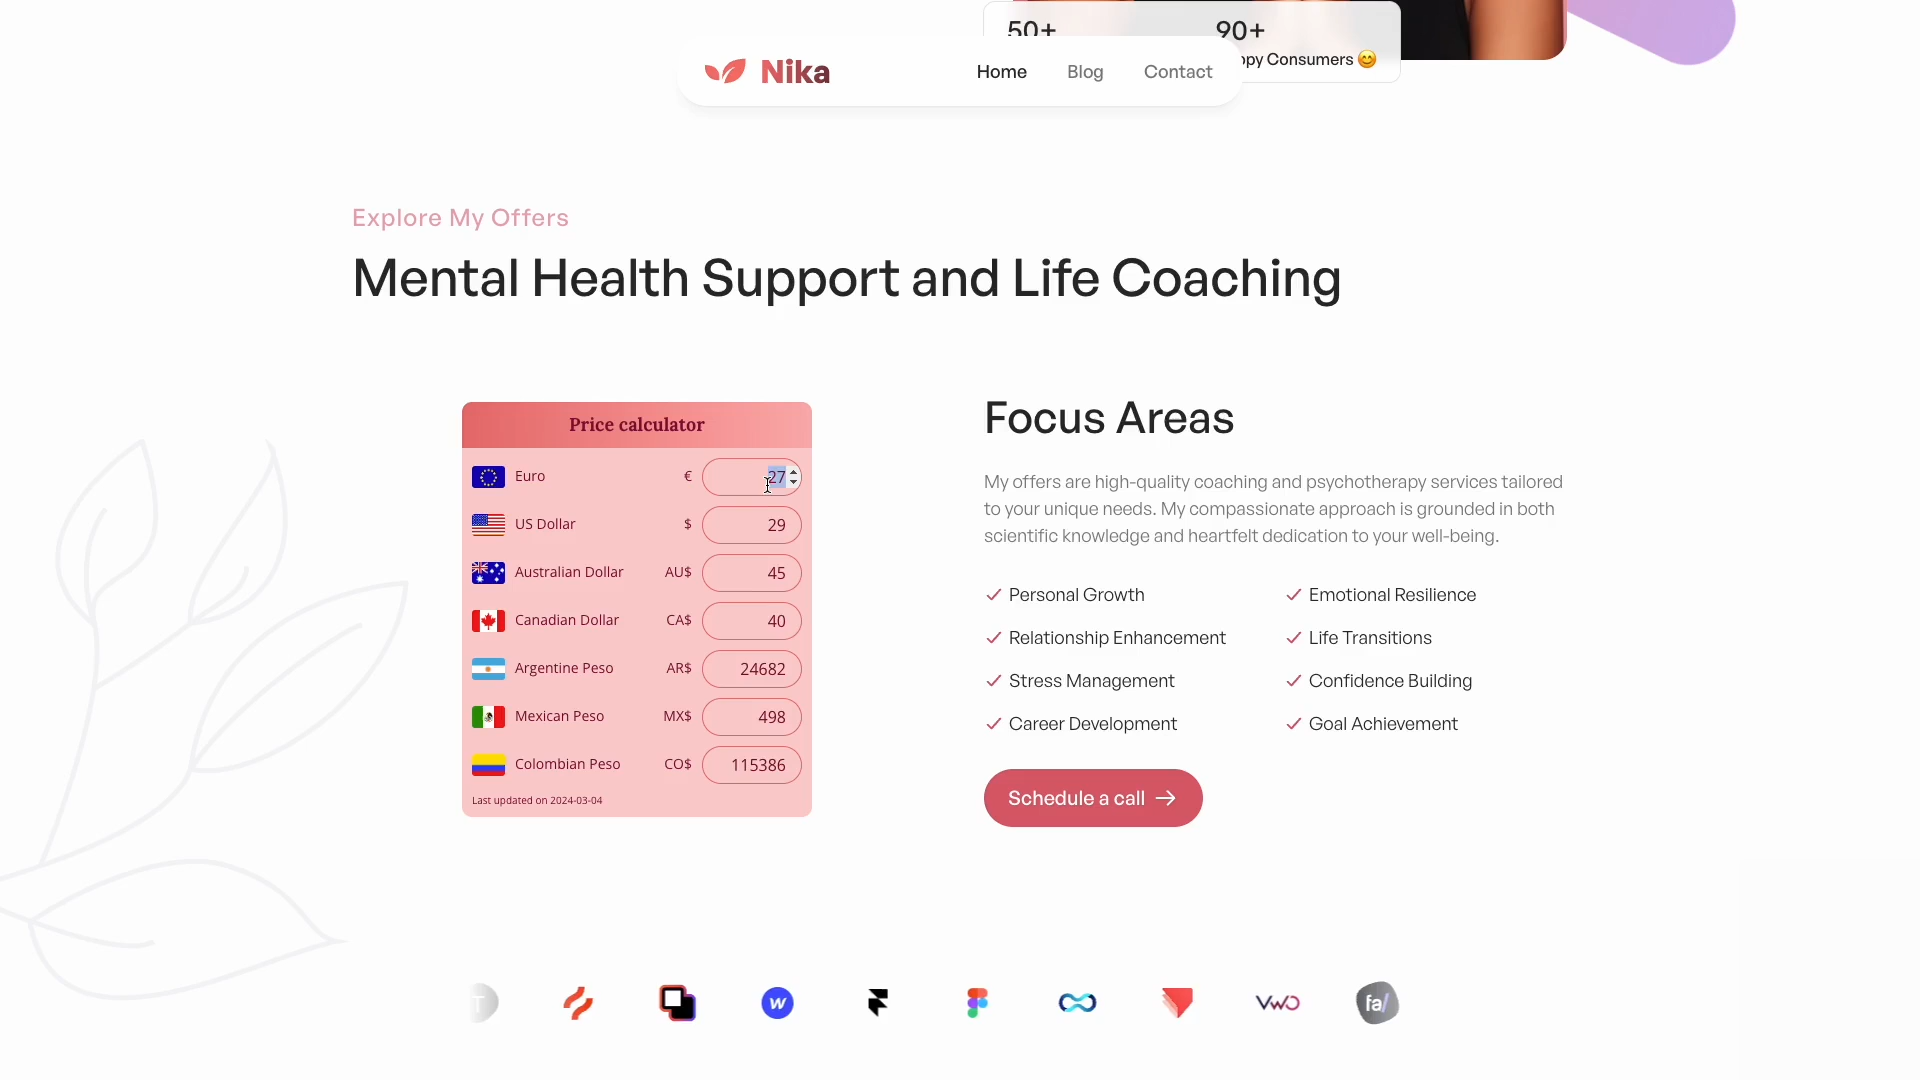 50+
90+
ppy Consumers 😊
Nika
Home
Blog
Contact
Explore My Offers
Mental Health Support and Life Coaching
Price calculator
Euro € 27
US Dollar $ 29
Australian Dollar AU$ 45
Canadian Dollar CA$ 40
Argentine Peso AR$ 24682
Mexican Peso MX$ 498
Colombian Peso CO$ 115386
Last updated on 2024-03-04
Focus Areas
My offers are high-quality coaching and psychotherapy services tailored
to your unique needs. My compassionate approach is grounded in both
scientific knowledge and heartfelt dedication to your well-being.
Personal Growth
Emotional Resilience
Relationship Enhancement
Life Transitions
Stress Management
Confidence Building
Career Development
Goal Achievement
Schedule a call
T
w
VWO
fa/